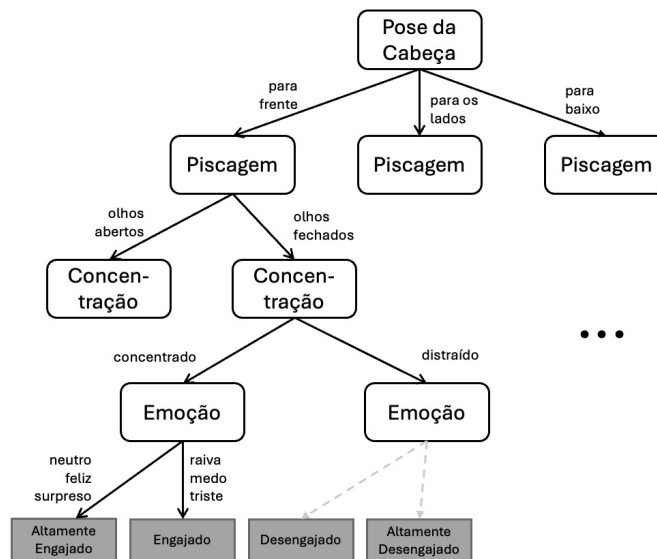 Pose da
Cabeça
para
frente
para os
lados
para
baixo
Piscagem
Piscagem
Piscagem
olhos
abertos
olhos
fechados
Concen-
tração
Concen-
tração
...
concentrado
distraído
Emoção
Emoção
neutro
feliz
surpreso
raiva
medo
triste
Altamente
Engajado
Engajado
Desengajado
Altamente
Desengajado